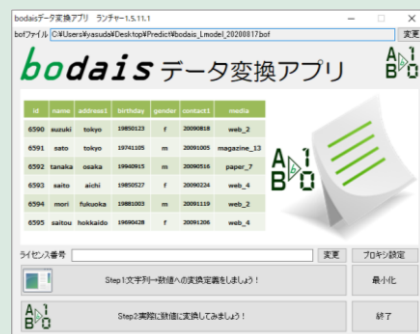 bodaisデータ変換アプリ ランチャー1.5.11.1
bofファイル C:¥Users¥yasuda¥Desktop¥Predict¥bodais_Lmodel_20200817.bof 変更
bodais データ変換アプリ
A B 1 0
id name address1 birthday gender contact1 media
6590 suzuki tokyo 19850123 f 20090818 web_2
6591 sato tokyo 19741105 m 20091005 magazine_13
6592 tanaka osaka 19940915 m 20090516 paper_7
6593 saito aichi 19850527 f 20090224 web_4
6594 mori fukuoka 19881003 m 20091119 web_2
6595 saitou hokkaido 19690428 f 20091206 web_4
A B 1 0
ライセンス番号 変更 プロキシ設定
Step1:文字列→数値への変換定義をしましょう! 最小化
A B 1 0 Step2:実際に数値に変換してみましょう! 終了